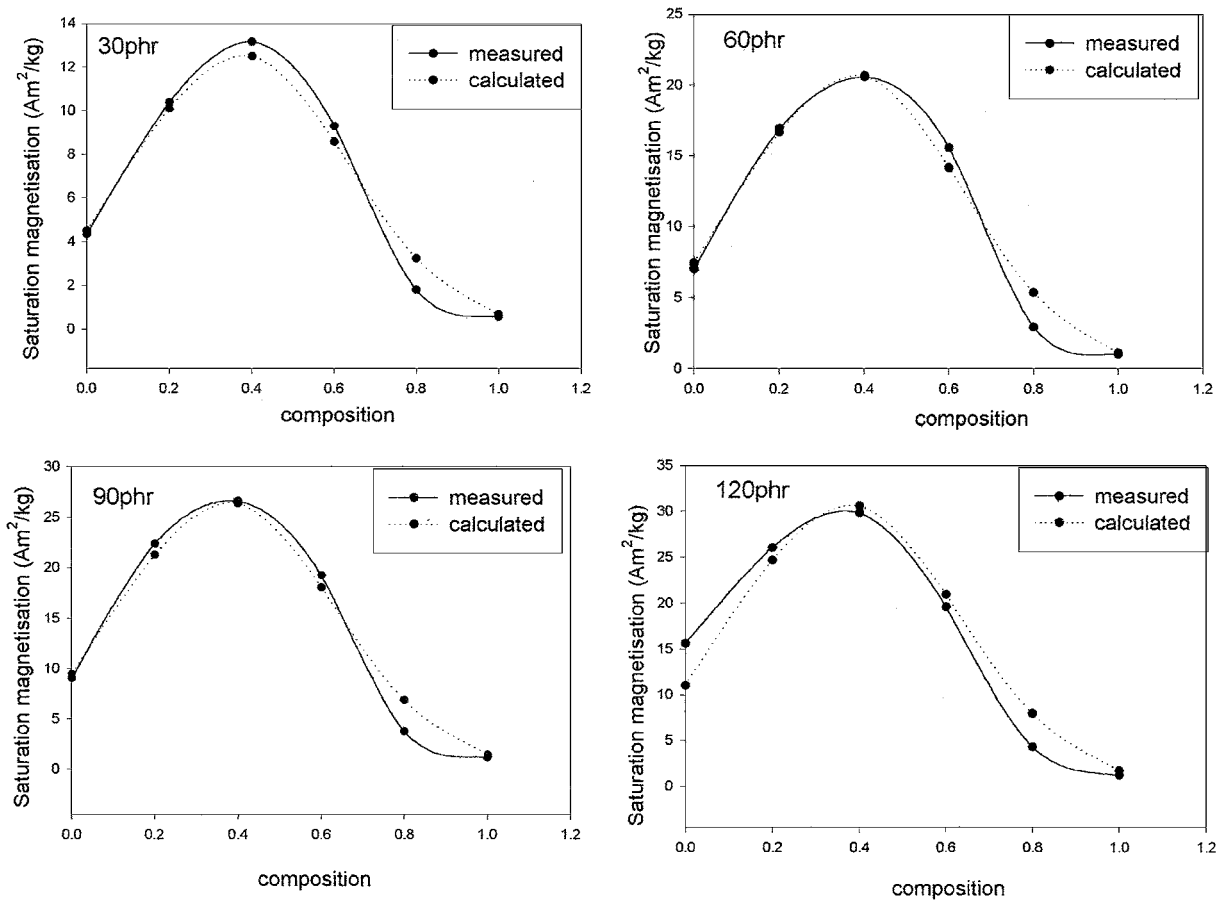 30phr
measured
calculated
Saturation magnetisation (Am²/kg)
14
12
10
8
6
4
2
0
0.0 0.2 0.4 0.6 0.8 1.0 1.2
composition
60phr
measured
calculated
Saturation magnetisation (Am²/kg)
25
20
15
10
5
0
0.0 0.2 0.4 0.6 0.8 1.0 1.2
composition
90phr
measured
calculated
Saturation magnetisation (Am²/kg)
30
25
20
15
10
5
0
0.0 0.2 0.4 0.6 0.8 1.0 1.2
composition
120phr
measured
calculated
Saturation magnetisation (Am²/kg)
35
30
25
20
15
10
5
0
0.0 0.2 0.4 0.6 0.8 1.0 1.2
composition